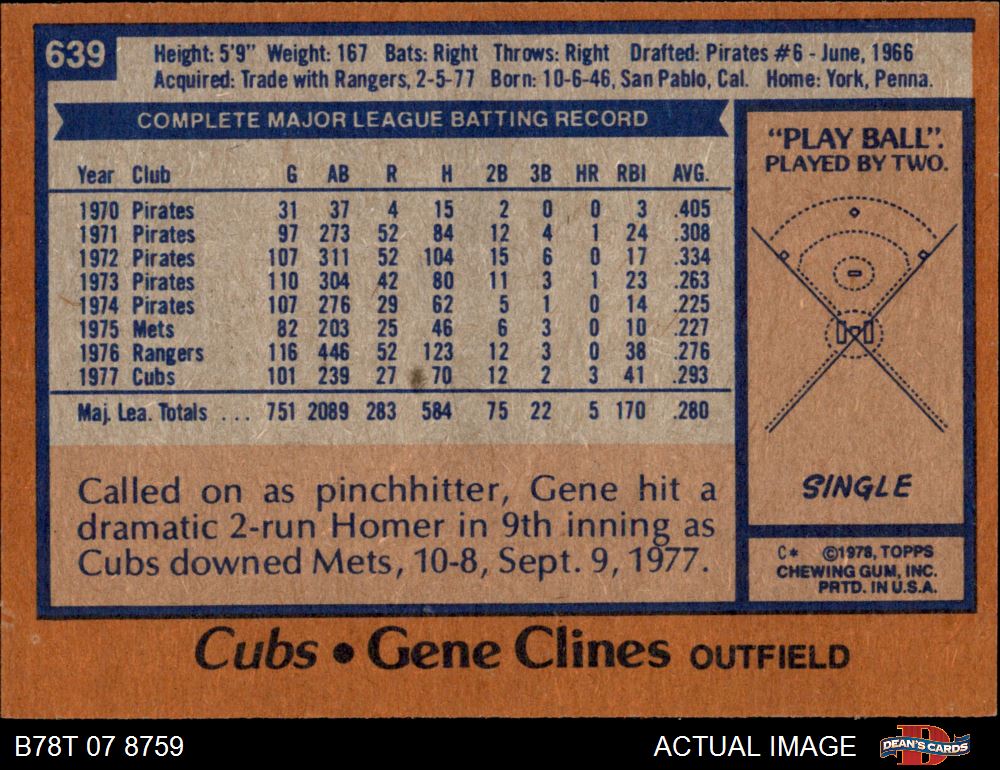 639
Height: 5'9" Weight: 167 Bats: Right Throws: Right Drafted: Pirates #6 - June, 1966
Acquired: Trade with Rangers, 2-5-77 Born: 10-6-46, San Pablo, Cal. Home: York, Penna.
COMPLETE MAJOR LEAGUE BATTING RECORD
Year Club G AB R H 2B 3B HR RBI AVG.
1970 Pirates 31 37 4 15 2 0 0 3 .405
1971 Pirates 97 273 52 84 12 4 1 24 .308
1972 Pirates 107 311 52 104 15 6 0 17 .334
1973 Pirates 110 304 42 80 11 3 1 23 .263
1974 Pirates 107 276 29 62 5 1 0 14 .225
1975 Mets 82 203 25 46 6 3 0 10 .227
1976 Rangers 116 446 52 123 12 3 0 38 .276
1977 Cubs 101 239 27 70 12 2 3 41 .293
Maj. Lea. Totals . . . 751 2089 283 584 75 22 5 170 .280
Called on as pinchhitter, Gene hit a
dramatic 2-run Homer in 9th inning as
Cubs downed Mets, 10-8, Sept. 9, 1977.
"PLAY BALL".
PLAYED BY TWO.
SINGLE
C* ©1978, TOPPS
CHEWING GUM, INC.
PRTD. IN U.S.A.
Cubs • Gene Clines OUTFIELD
B78T 07 8759
ACTUAL IMAGE
DEAN'S CARDS